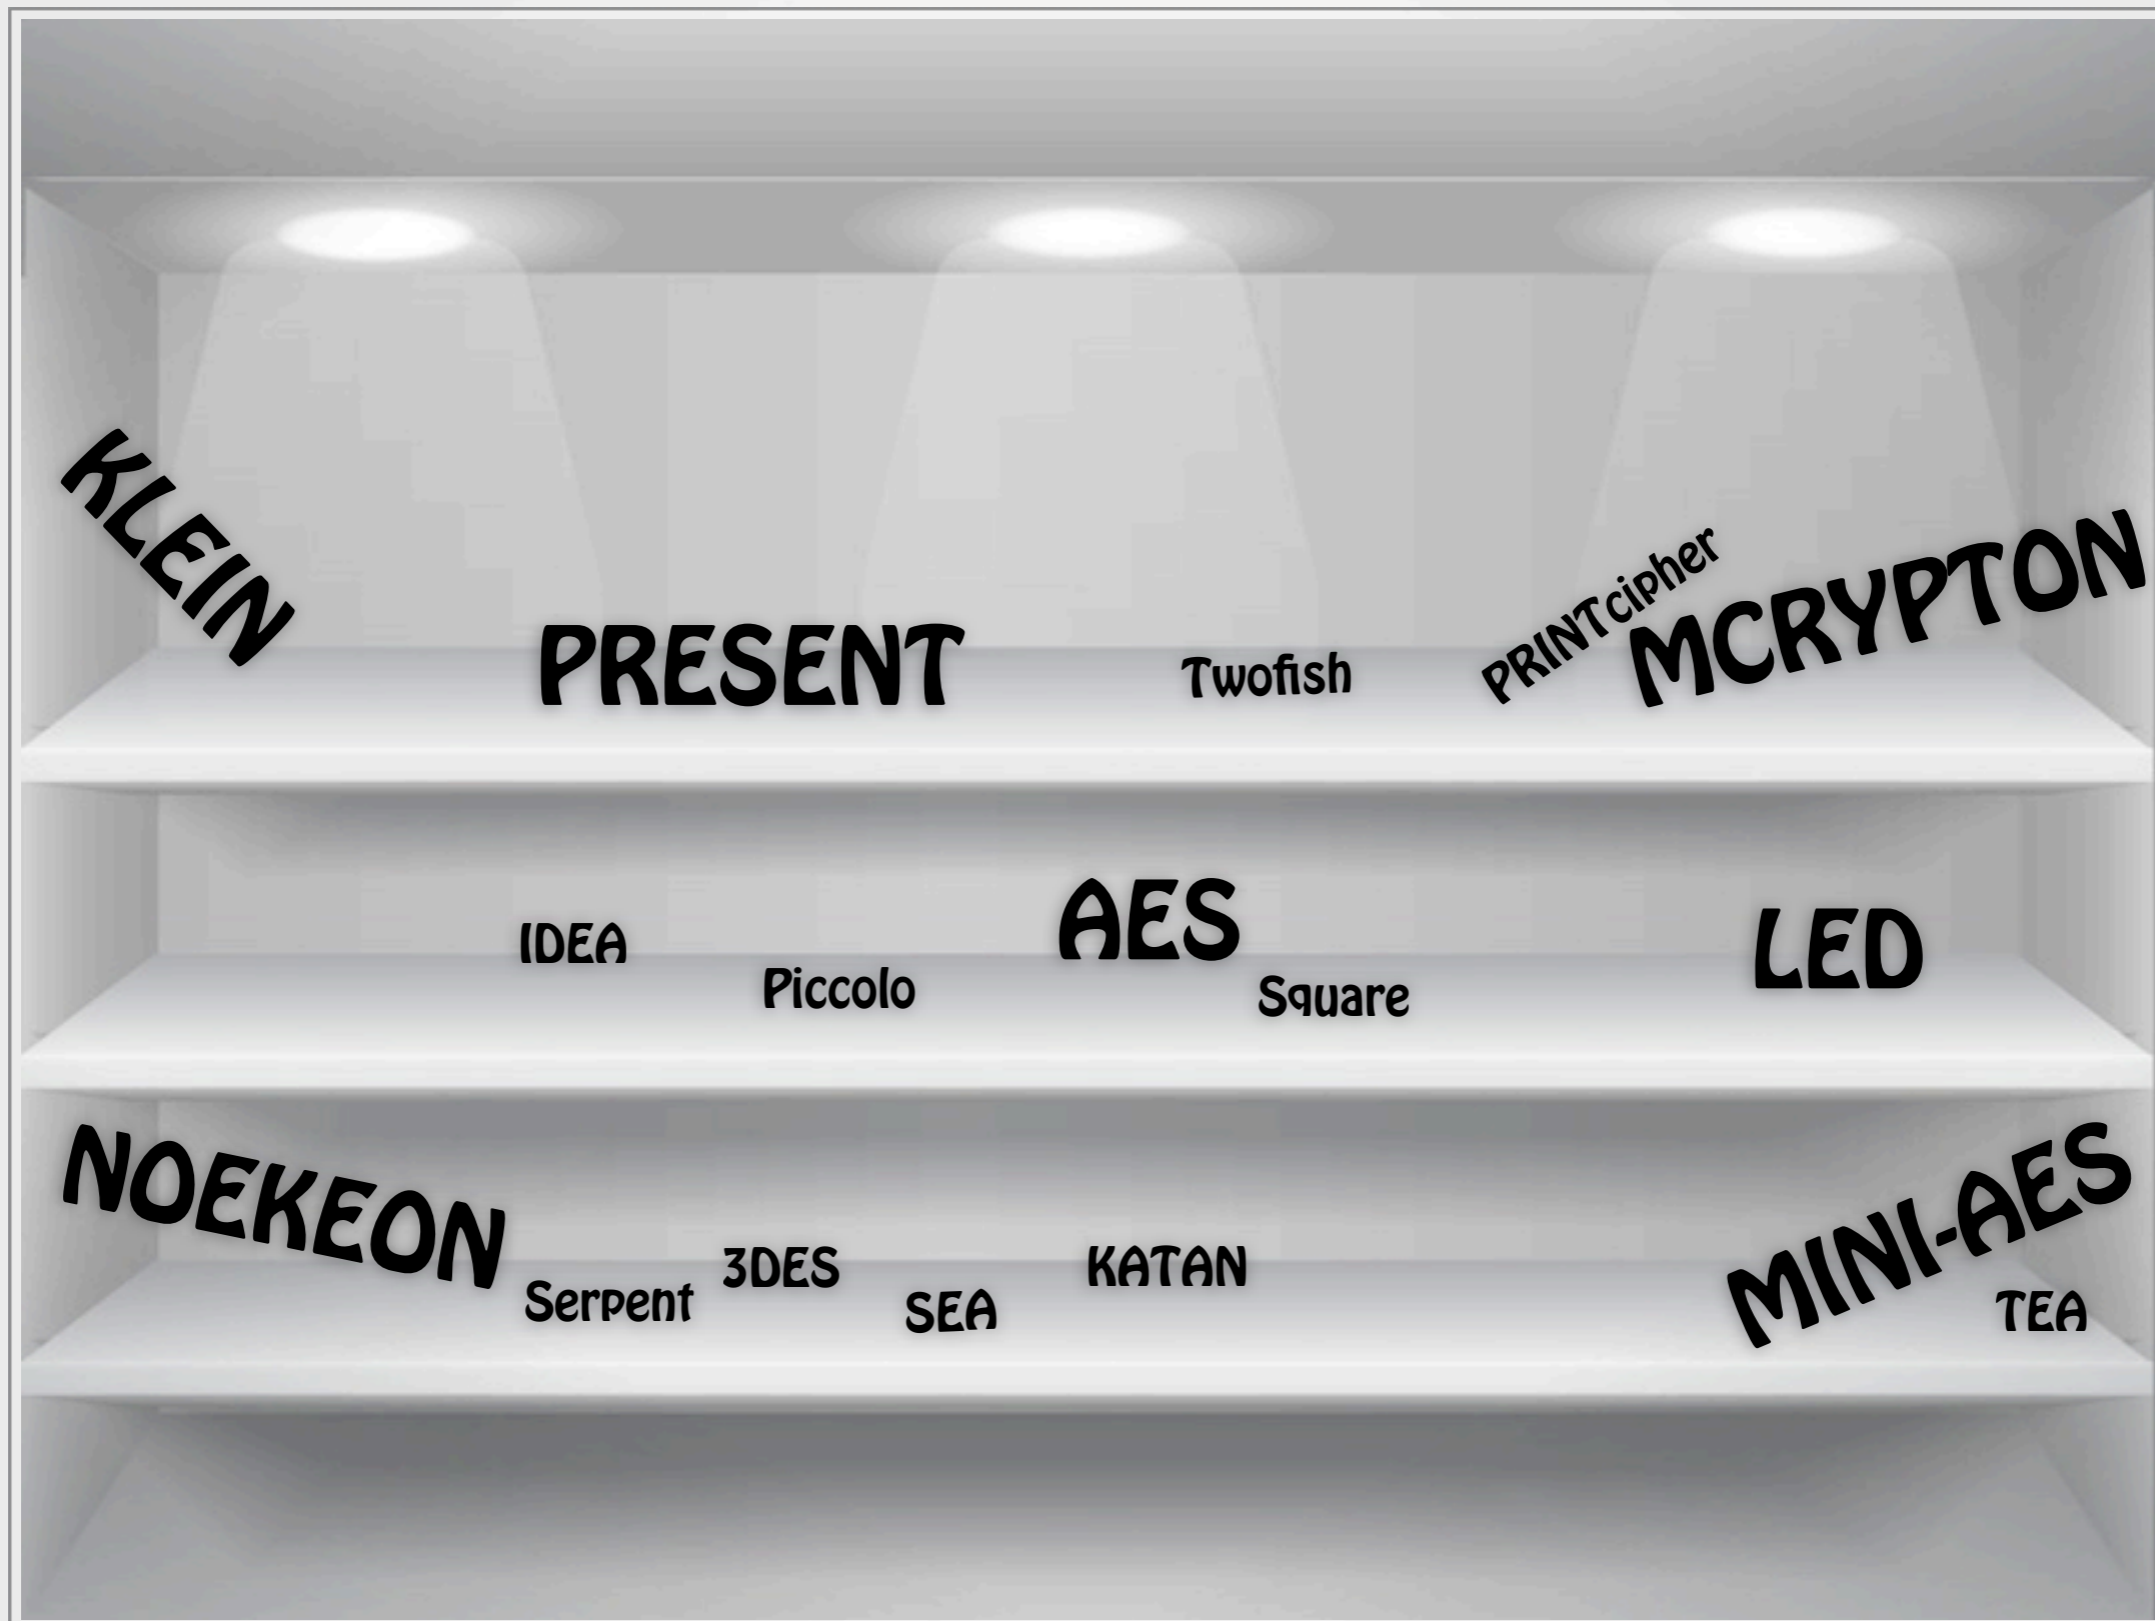 KLEIN
PRESENT
Twofish
PRINTcipher
MCRYPTON
IDEA
Piccolo
AES
Square
LED
NOEKEON
Serpent
3DES
SEA
KATAN
MINI-AES
TEA